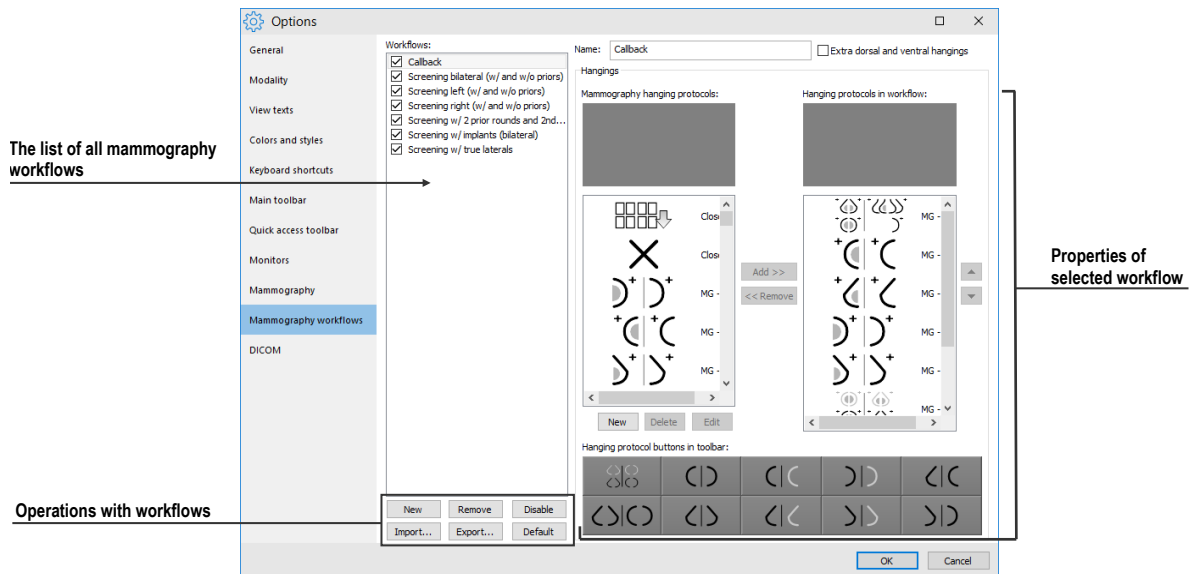 Options
General
Modality
View texts
Colors and styles
Keyboard shortcuts
Main toolbar
Quick access toolbar
Monitors
Mammography
Mammography workflows
DICOM
The list of all mammography
workflows
Operations with workflows
Workflows:
Callback
Screening bilateral (w/ and w/o priors)
Screening left (w/ and w/o priors)
Screening right (w/ and w/o priors)
Screening w/ 2 prior rounds and 2nd...
Screening w/ implants (bilateral)
Screening w/ true laterals
New Remove Disable
Import... Export... Default
Name: Callback Extra dorsal and ventral hangings
Hangings
Mammography hanging protocols: Hanging protocols in workflow:
MG -
MG -
MG -
MG -
MG -
Add >>
<< Remove
MG -
MG -
MG -
MG -
MG -
New Delete Edit
Hanging protocol buttons in toolbar:
OK Cancel
Properties of
selected workflow